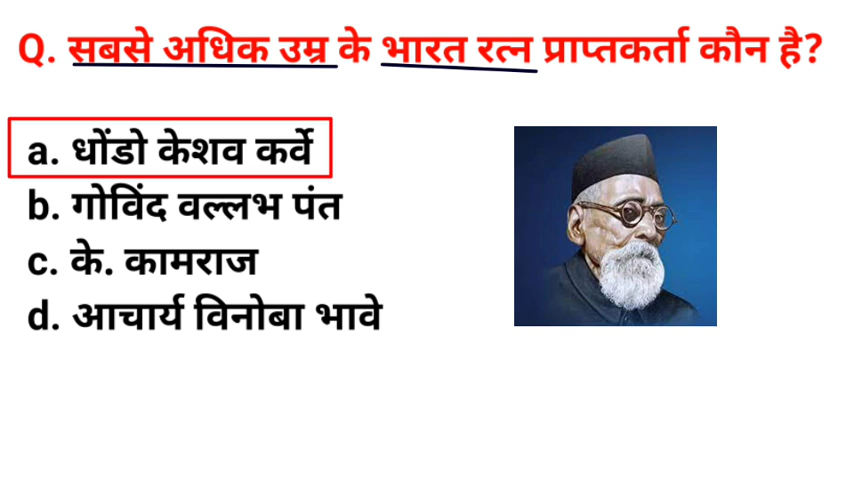 Q. सबसे अधिक उम्र के भारत रत्न प्राप्तकर्ता कौन है?
a. धोंडो केशव कर्वे
b. गोविंद वल्लभ पंत
c. के. कामराज
d. आचार्य विनोबा भावे